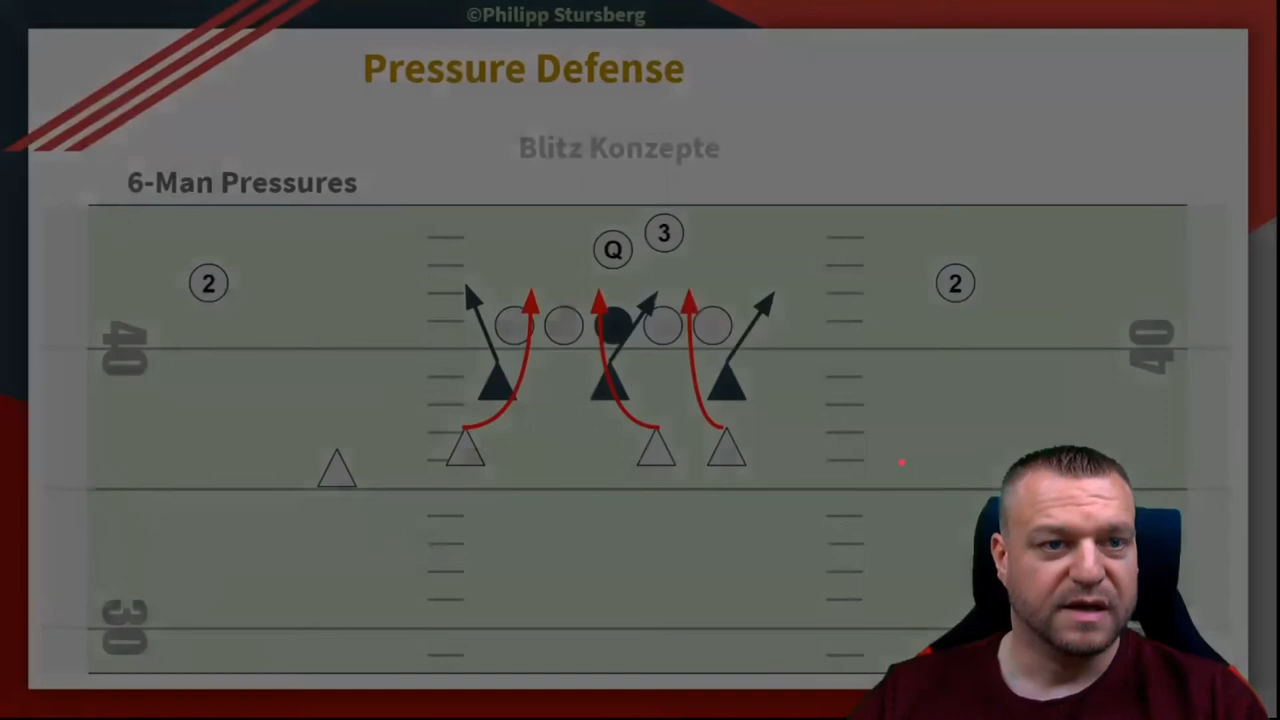 ©Philipp Stursberg
Pressure Defense
Blitz Konzepte
6-Man Pressures
3
Q
2
2
40
40
30